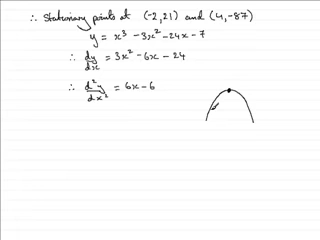 ∴ Stationary points at (-2,21) and (4,-87)
y = x³ - 3x² - 24x - 7
∴ dy/dx = 3x² - 6x - 24
∴ d²y/dx² = 6x - 6